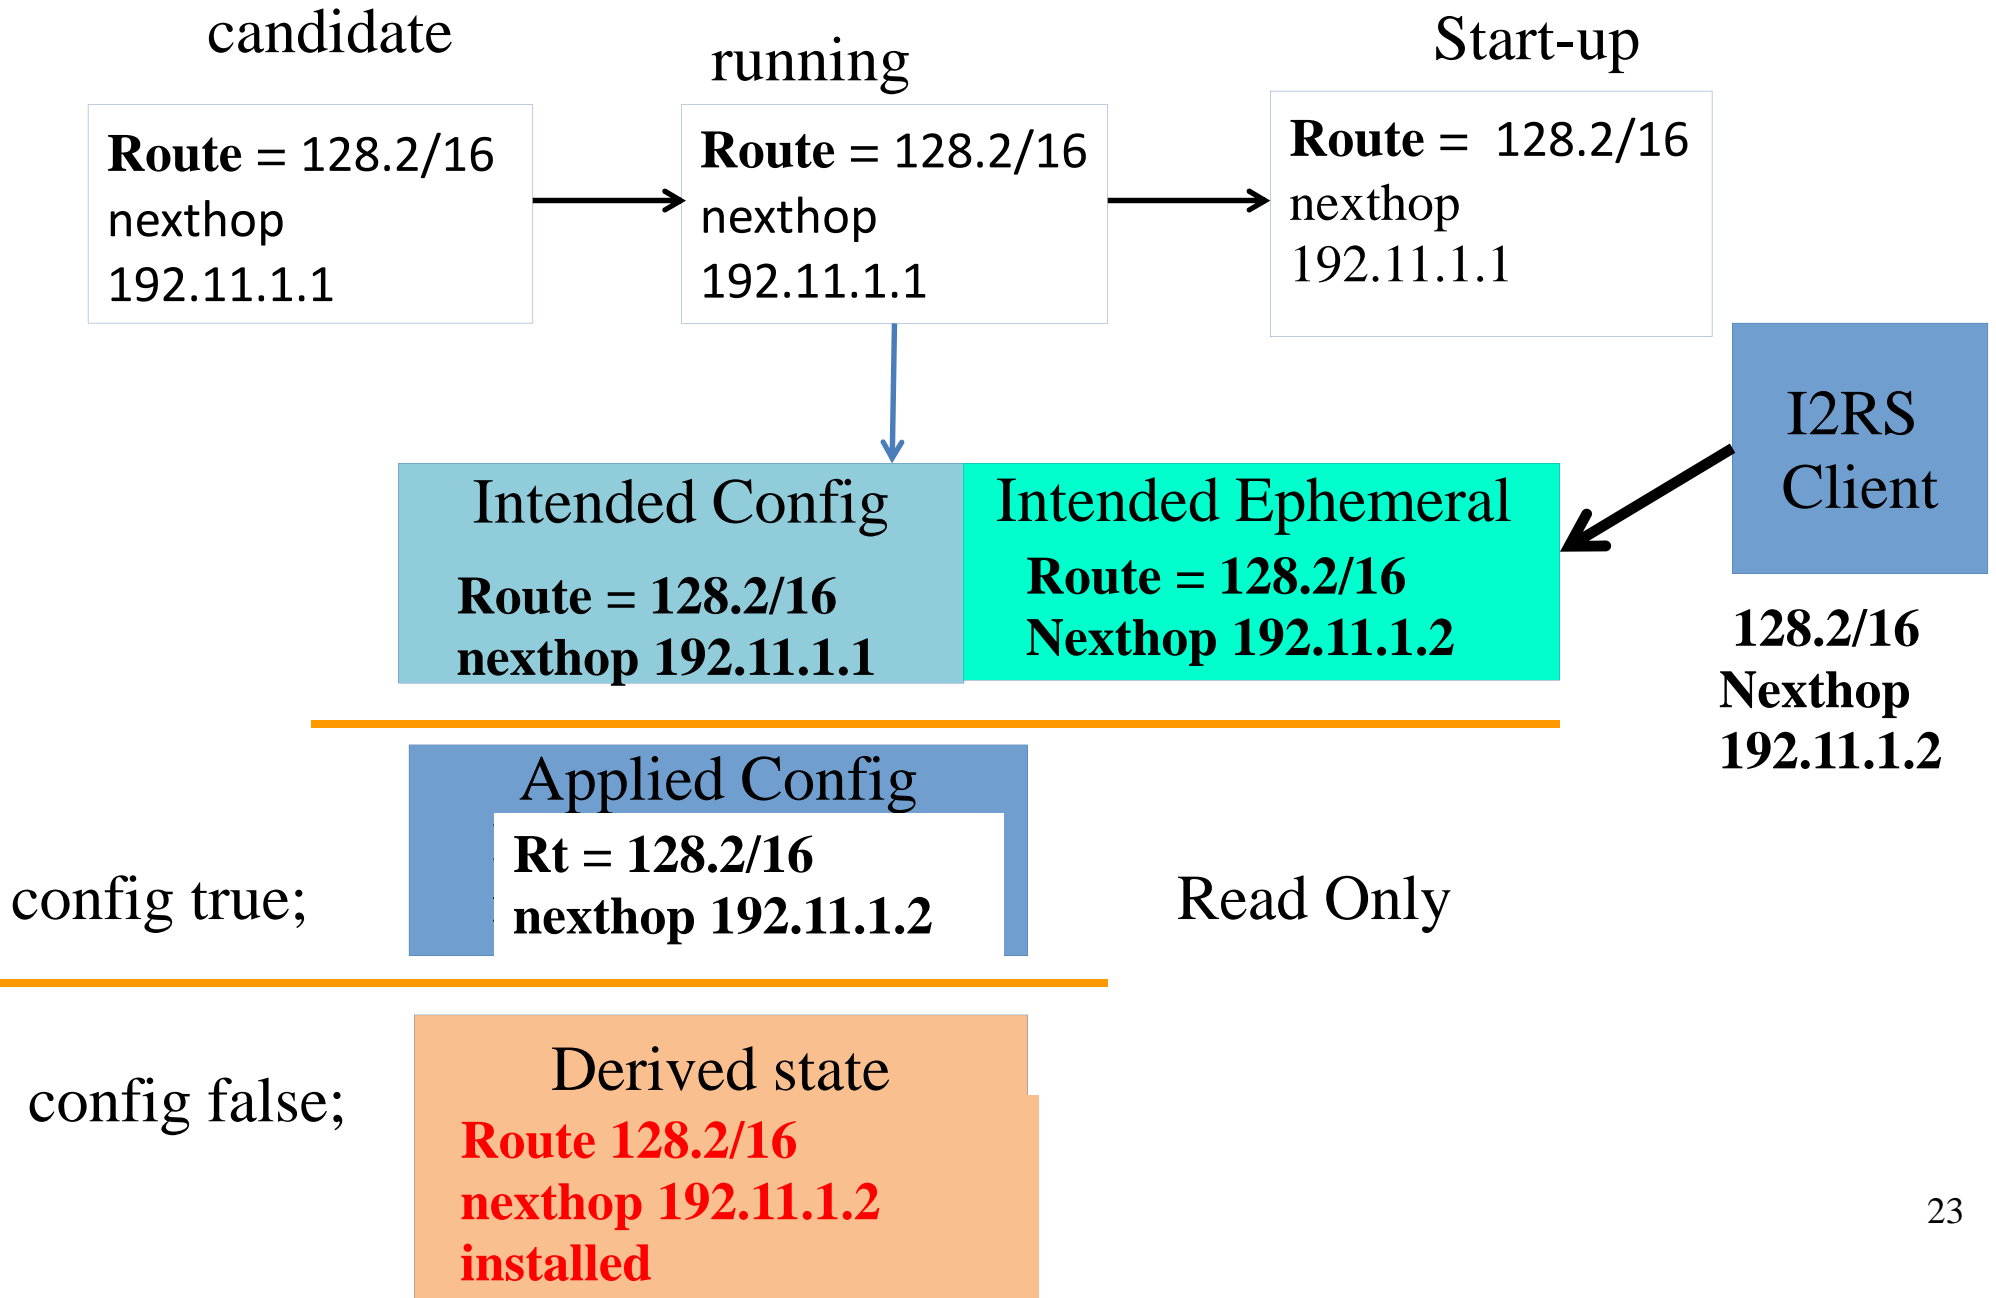 candidate
running
Start-up
Route = 128.2/16
nexthop
192.11.1.1
Route = 128.2/16
nexthop
192.11.1.1
Route = 128.2/16
nexthop
192.11.1.1
I2RS
Client
128.2/16
Nexthop
192.11.1.2
Intended Config
Route = 128.2/16
nexthop 192.11.1.1
Intended Ephemeral
Route = 128.2/16
Nexthop 192.11.1.2
Applied Config
Rt = 128.2/16
nexthop 192.11.1.2
config true;
Read Only
config false;
Derived state
Route 128.2/16
nexthop 192.11.1.2
installed
23